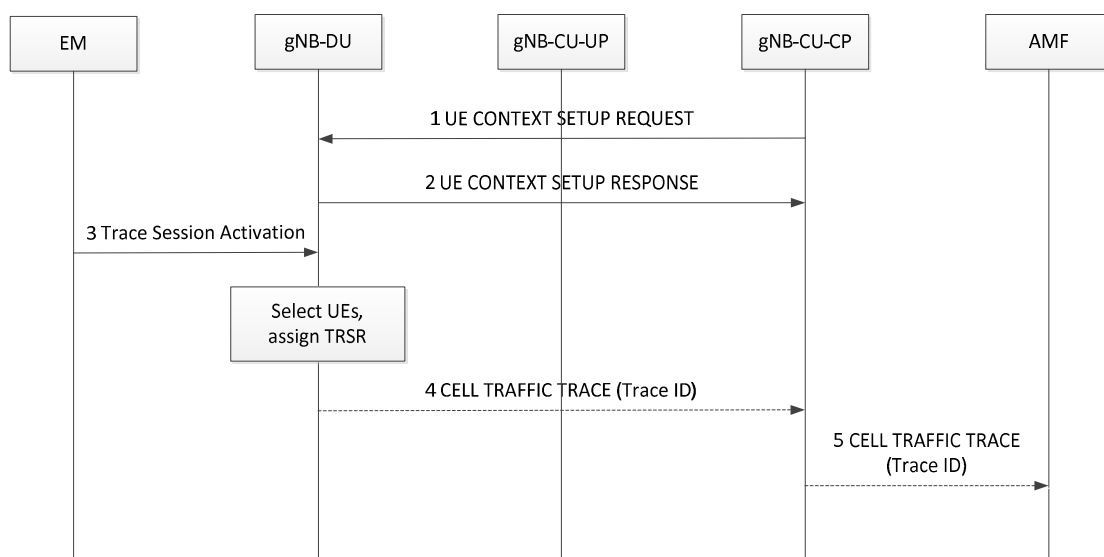 EM
gNB-DU
gNB-CU-UP
gNB-CU-CP
AMF
1 UE CONTEXT SETUP REQUEST
2 UE CONTEXT SETUP RESPONSE
3 Trace Session Activation
Select UEs,
assign TRSR
4 CELL TRAFFIC TRACE (Trace ID)
5 CELL TRAFFIC TRACE
(Trace ID)